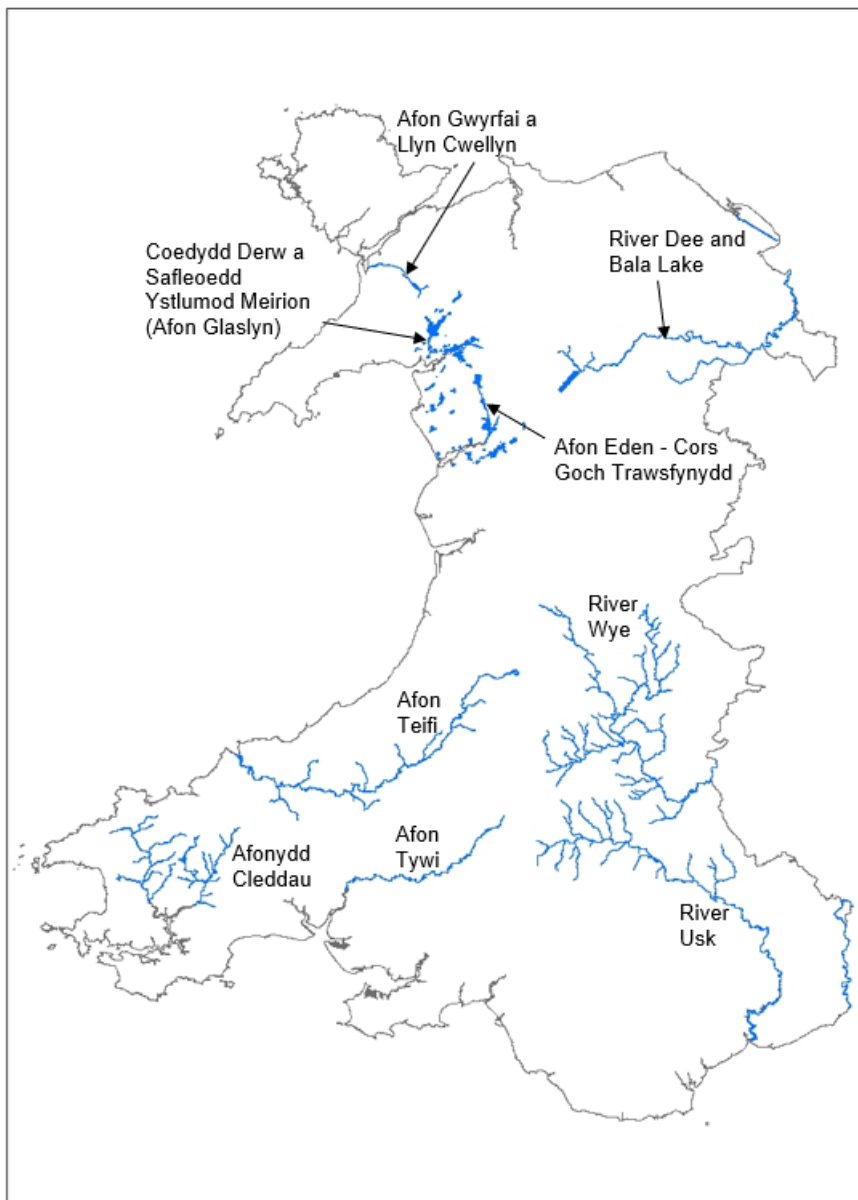 Afon Gwyrfai a
Llyn Cwellyn
Coedydd Derw a
Safleoedd
Ystlumod Meirion
(Afon Glaslyn)
River Dee and
Bala Lake
Afon Eden - Cors
Goch Trawsfynydd
River
Wye
Afon
Teifi
Afonydd
Cleddau
Afon
Tywi
River
Usk